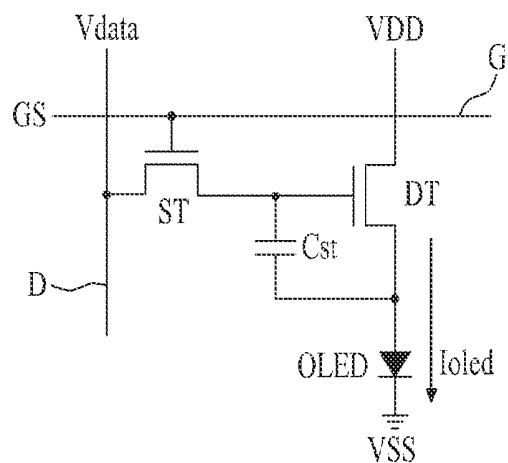 Vdata
VDD
G
GS
ST
DT
Cst
D
OLED
Ioled
VSS